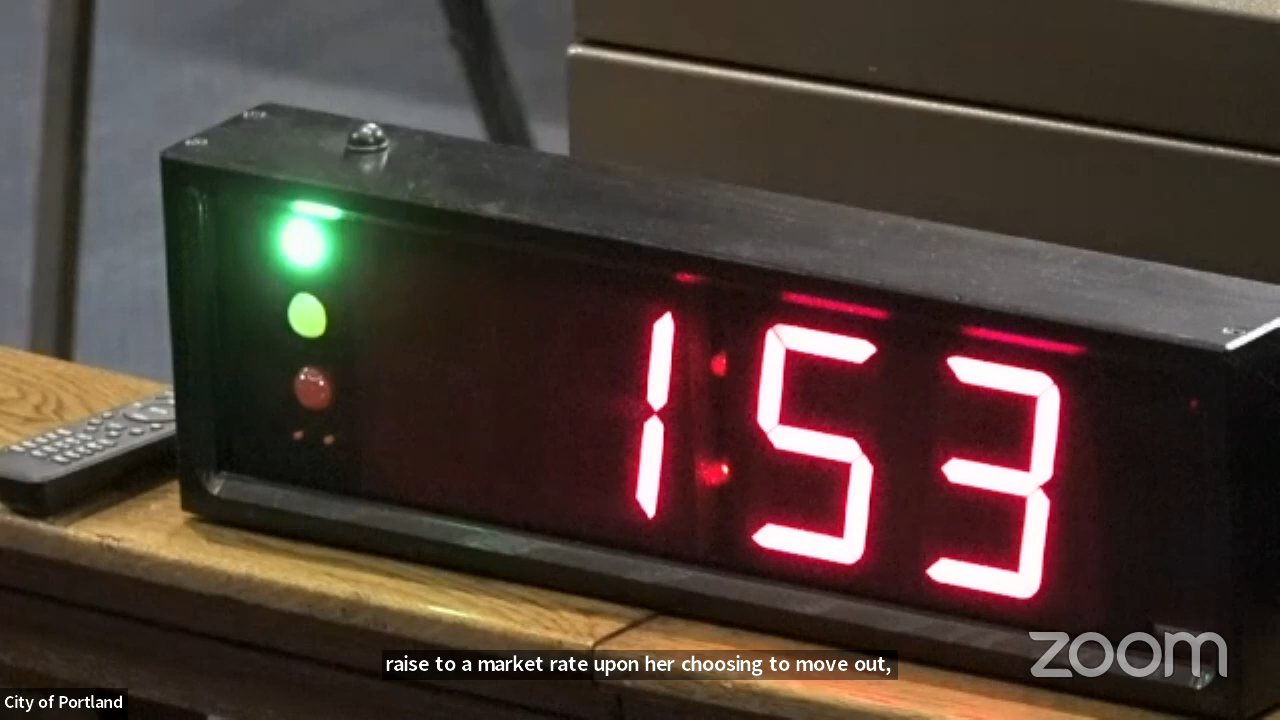 1:53
zoom
raise to a market rate upon her choosing to move out,
City of Portland